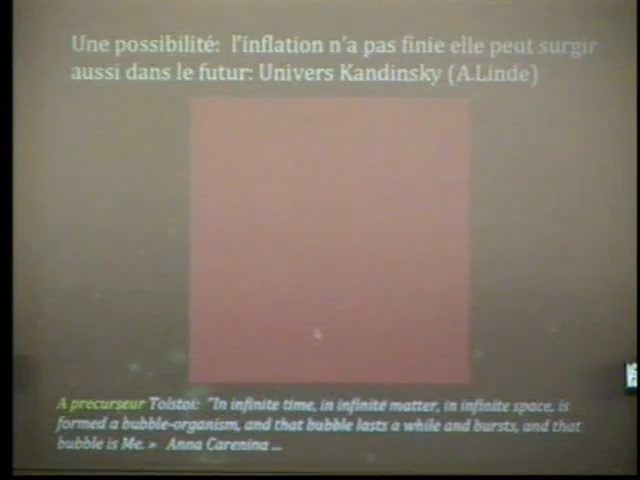 Une possibilité: l'inflation n'a pas finie elle peut surgir
aussi dans le futur: Univers Kandinsky (A.Linde)
A precurseur Tolstoi: "In infinite time, in infinite matter, in infinite space, is
formed a bubble-organism, and that bubble lasts a while and bursts, and that
bubble is Me. » Anna Carenina ...